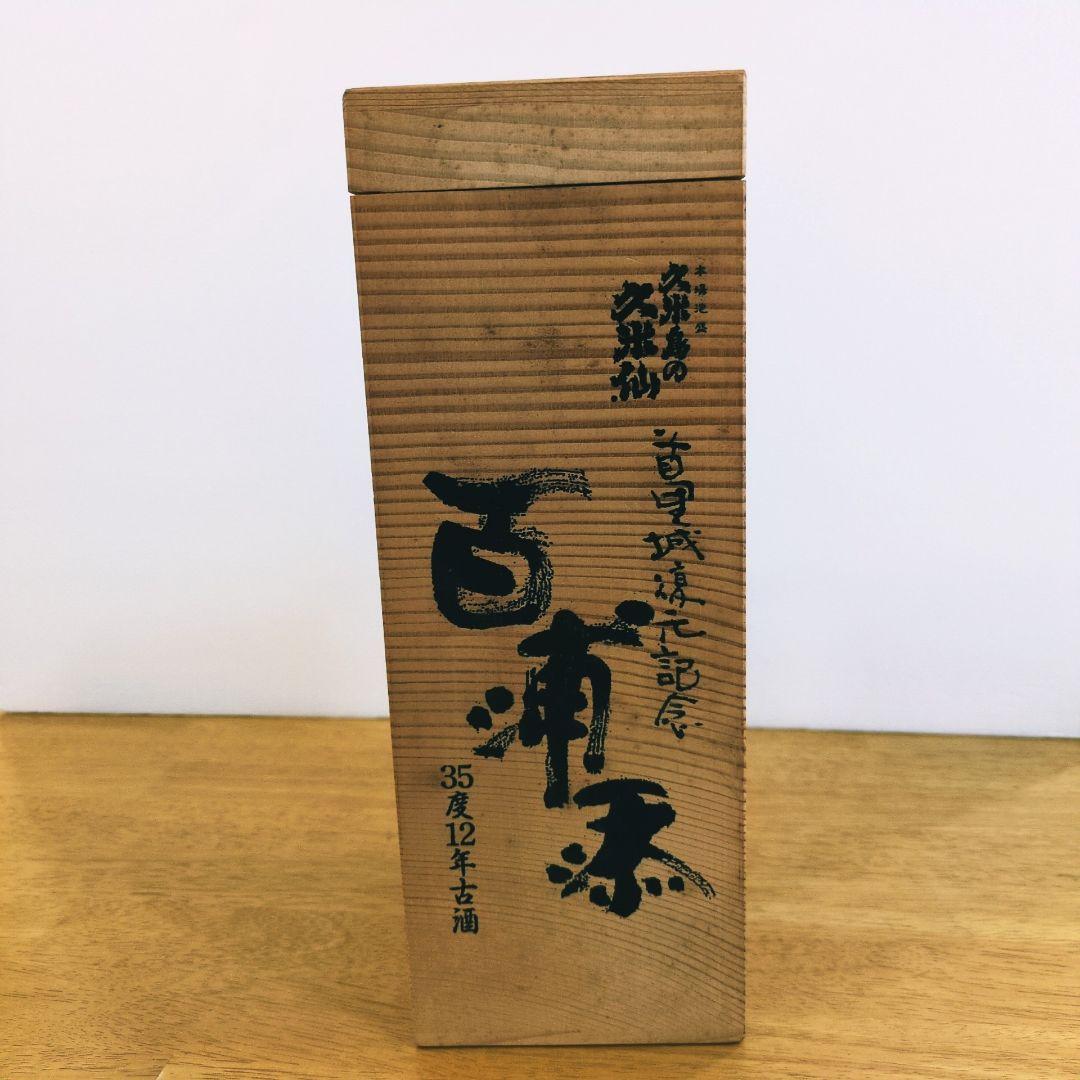 本場泡盛
久米島の
久米仙
首里城復元記念
百浦添
35度12年古酒